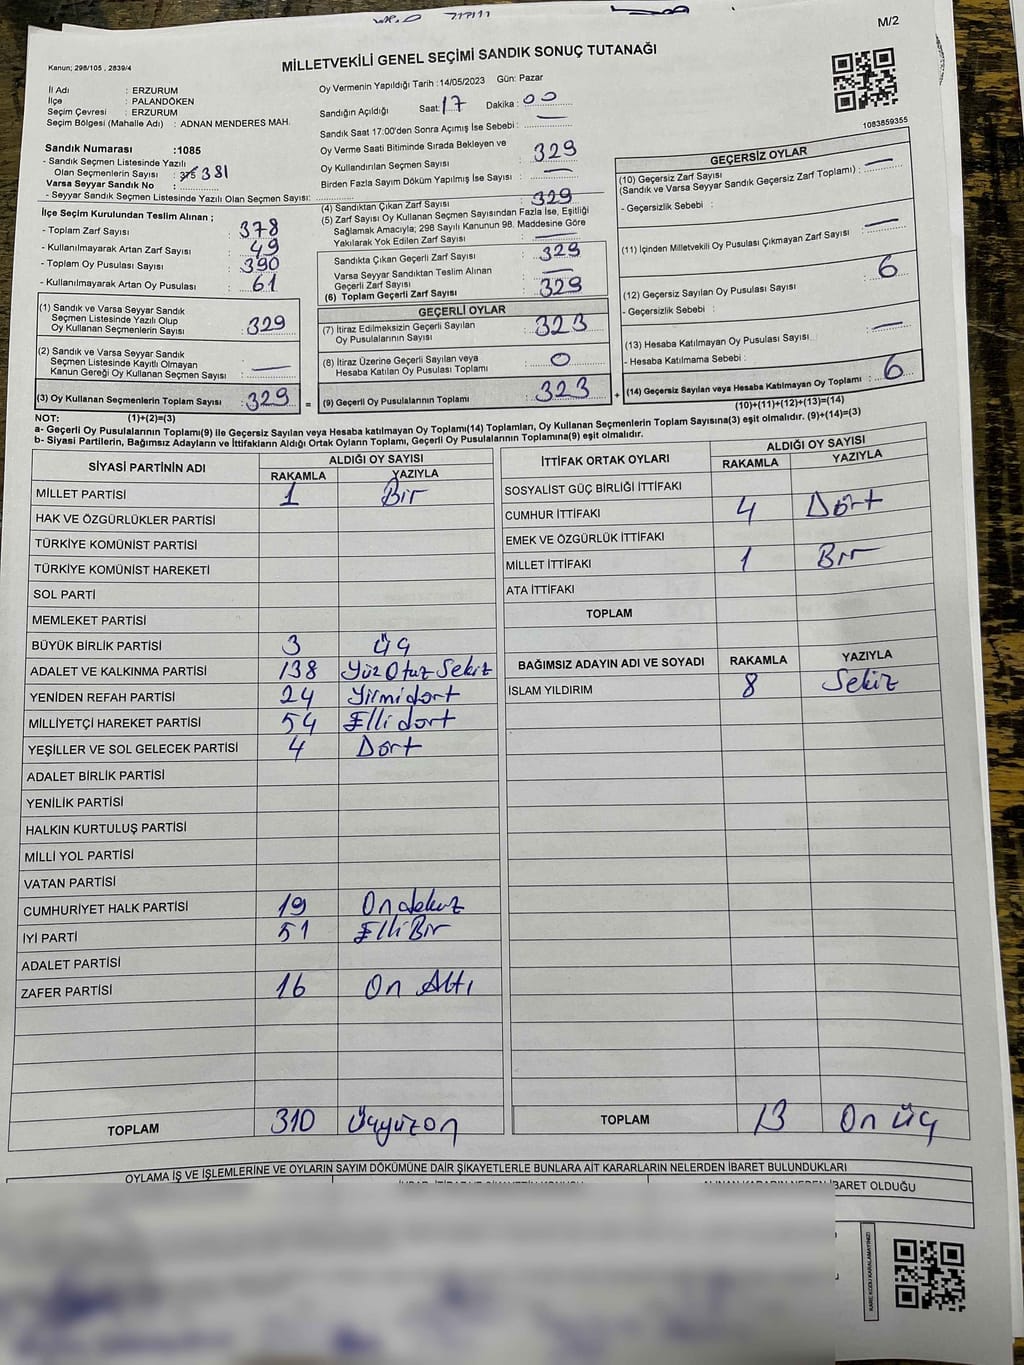 M/2
MİLLETVEKİLİ GENEL SEÇİMİ SANDIK SONUÇ TUTANAĞI
Kanun; 298/105 , 2839/4
İl Adı : ERZURUM
İlçe : PALANDÖKEN
Seçim Çevresi : ERZURUM
Seçim Bölgesi (Mahalle Adı) : ADNAN MENDERES MAH.
Sandık Numarası :1085
- Sandık Seçmen Listesinde Yazılı
Olan Seçmenlerin Sayısı : 375 381
Varsa Seyyar Sandık No :
- Seyyar Sandık Seçmen Listesinde Yazılı Olan Seçmen Sayısı:
Oy Vermenin Yapıldığı Tarih :14/05/2023 Gün: Pazar
Sandığın Açıldığı Saat: 17 Dakika : 00
Sandık Saat 17:00'den Sonra Açımış İse Sebebi : —
Oy Verme Saati Bitiminde Sırada Bekleyen ve
Oy Kullandırılan Seçmen Sayısı : 329
Birden Fazla Sayım Döküm Yapılmış İse Sayısı : —
1083859355
İlçe Seçim Kurulundan Teslim Alınan ;
- Toplam Zarf Sayısı : 378
- Kullanılmayarak Artan Zarf Sayısı : 49
- Toplam Oy Pusulası Sayısı : 390
- Kullanılmayarak Artan Oy Pusulası : 61
(1) Sandık ve Varsa Seyyar Sandık
Seçmen Listesinde Yazılı Olup
Oy Kullanan Seçmenlerin Sayısı : 329
(2) Sandık ve Varsa Seyyar Sandık
Seçmen Listesinde Kayıtlı Olmayan
Kanun Gereği Oy Kullanan Seçmen Sayısı : —
(3) Oy Kullanan Seçmenlerin Toplam Sayısı : 329 =
(4) Sandıktan Çıkan Zarf Sayısı : 329
(5) Zarf Sayısı Oy Kullanan Seçmen Sayısından Fazla İse, Eşitliği
Sağlamak Amacıyla; 298 Sayılı Kanunun 98. Maddesine Göre
Yakılarak Yok Edilen Zarf Sayısı : —
Sandıkta Çıkan Geçerli Zarf Sayısı : 329
Varsa Seyyar Sandıktan Teslim Alınan
Geçerli Zarf Sayısı : —
(6) Toplam Geçerli Zarf Sayısı : 329
GEÇERLİ OYLAR
(7) İtiraz Edilmeksizin Geçerli Sayılan
Oy Pusulalarının Sayısı : 323
(8) İtiraz Üzerine Geçerli Sayılan veya
Hesaba Katılan Oy Pusulası Toplamı : 0
(9) Geçerli Oy Pusulalarının Toplamı : 323 +
GEÇERSİZ OYLAR
(10) Geçersiz Zarf Sayısı
(Sandık ve Varsa Seyyar Sandık Geçersiz Zarf Toplamı) : —
- Geçersizlik Sebebi :
(11) İçinden Milletvekili Oy Pusulası Çıkmayan Zarf Sayısı : —
(12) Geçersiz Sayılan Oy Pusulası Sayısı : 6
- Geçersizlik Sebebi :
(13) Hesaba Katılmayan Oy Pusulası Sayısı : —
- Hesaba Katılmama Sebebi :
(14) Geçersiz Sayılan veya Hesaba Katılmayan Oy Toplamı : 6
NOT: (1)+(2)=(3) (10)+(11)+(12)+(13)=(14)
a- Geçerli Oy Pusulalarının Toplamı(9) ile Geçersiz Sayılan veya Hesaba katılmayan Oy Toplamı(14) Toplamları, Oy Kullanan Seçmenlerin Toplam Sayısına(3) eşit olmalıdır. (9)+(14)=(3)
b- Siyasi Partilerin, Bağımsız Adayların ve İttifakların Aldığı Ortak Oyların Toplamı, Geçerli Oy Pusulalarının Toplamına(9) eşit olmalıdır.
SİYASİ PARTİNİN ADI ALDIĞI OY SAYISI
RAKAMLA YAZIYLA
MİLLET PARTİSİ 1 Bir
HAK VE ÖZGÜRLÜKLER PARTİSİ
TÜRKİYE KOMÜNİST PARTİSİ
TÜRKİYE KOMÜNİST HAREKETİ
SOL PARTİ
MEMLEKET PARTİSİ
BÜYÜK BİRLİK PARTİSİ 3 Üç
ADALET VE KALKINMA PARTİSİ 138 Yüz Otuz Sekiz
YENİDEN REFAH PARTİSİ 24 Yirmidört
MİLLİYETÇİ HAREKET PARTİSİ 54 Ellidört
YEŞİLLER VE SOL GELECEK PARTİSİ 4 Dört
ADALET BİRLİK PARTİSİ
YENİLİK PARTİSİ
HALKIN KURTULUŞ PARTİSİ
MİLLİ YOL PARTİSİ
VATAN PARTİSİ
CUMHURİYET HALK PARTİSİ 19 Ondokuz
İYİ PARTİ 51 ElliBir
ADALET PARTİSİ
ZAFER PARTİSİ 16 On Altı
TOPLAM 310 Üçyüzon
İTTİFAK ORTAK OYLARI ALDIĞI OY SAYISI
RAKAMLA YAZIYLA
SOSYALİST GÜÇ BİRLİĞİ İTTİFAKI
CUMHUR İTTİFAKI 4 Dört
EMEK VE ÖZGÜRLÜK İTTİFAKI
MİLLET İTTİFAKI 1 Bir
ATA İTTİFAKI
TOPLAM
BAĞIMSIZ ADAYIN ADI VE SOYADI RAKAMLA YAZIYLA
İSLAM YILDIRIM 8 Sekiz
TOPLAM 13 On üç
OYLAMA İŞ VE İŞLEMLERİNE VE OYLARIN SAYIM DÖKÜMÜNE DAİR ŞİKAYETLERLE BUNLARA AİT KARARLARIN NELERDEN İBARET BULUNDUKLARI
İBARET OLDUĞU
KARE KODU KARALAMAYINIZ!